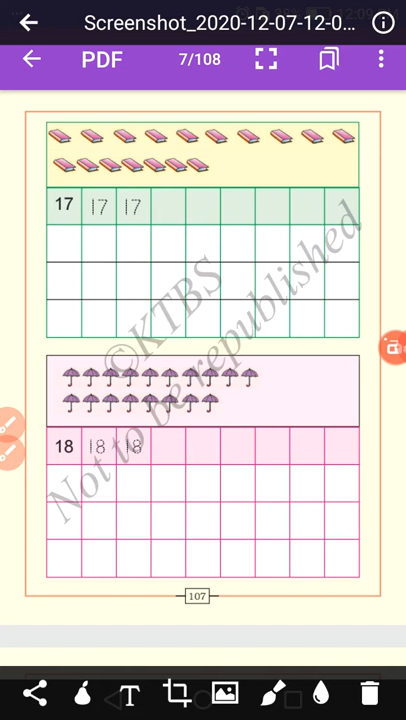 Screenshot_2020-12-07-12-0...
PDF
7/108
17 17 17
©KTBS
Not to be republished
18 18 18
107
T